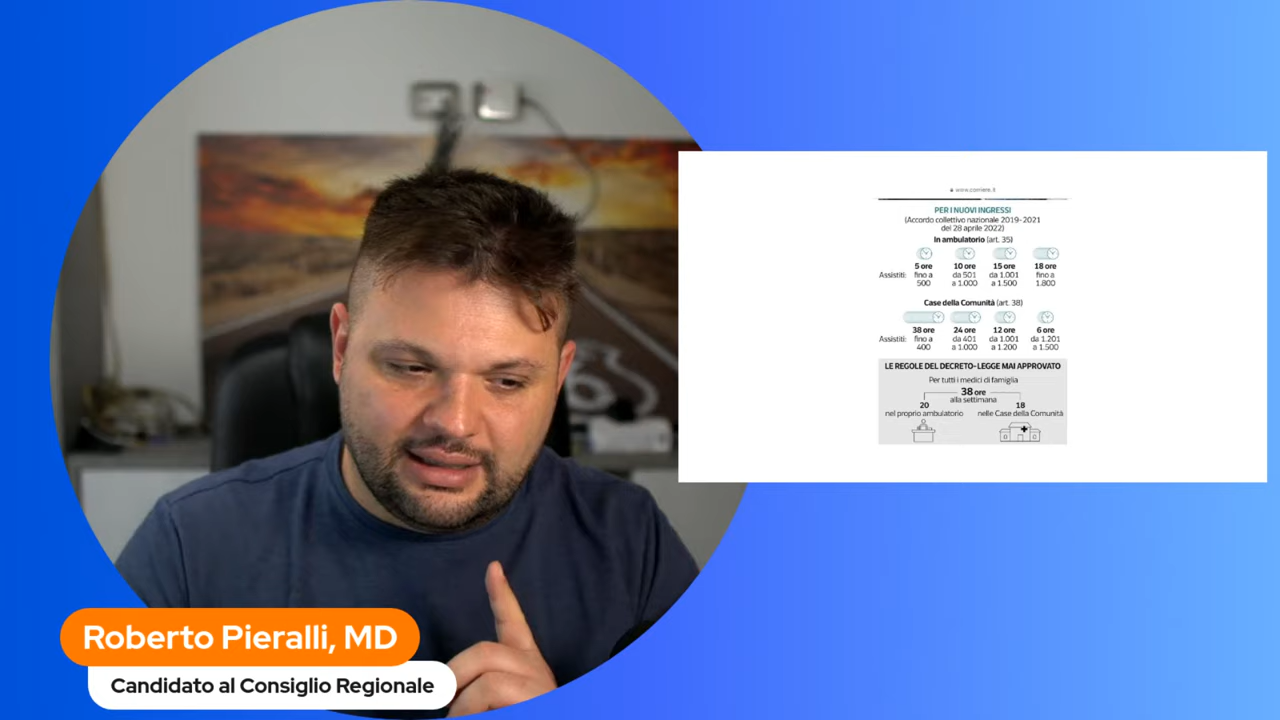 www.corriere.it
PER I NUOVI INGRESSI
(Accordo collettivo nazionale 2019-2021
del 28 aprile 2022)
In ambulatorio (art. 35)
5 ore 10 ore 15 ore 18 ore
Assistiti: fino a da 501 da 1.001 fino a
500 a 1.000 a 1.500 1.800
Case della Comunità (art. 38)
38 ore 24 ore 12 ore 6 ore
Assistiti: fino a da 401 da 1.001 da 1.201
400 a 1.000 a 1.200 a 1.500
LE REGOLE DEL DECRETO-LEGGE MAI APPROVATO
Per tutti i medici di famiglia
38 ore
alla settimana
20 18
nel proprio ambulatorio nelle Case della Comunità
Roberto Pieralli, MD
Candidato al Consiglio Regionale